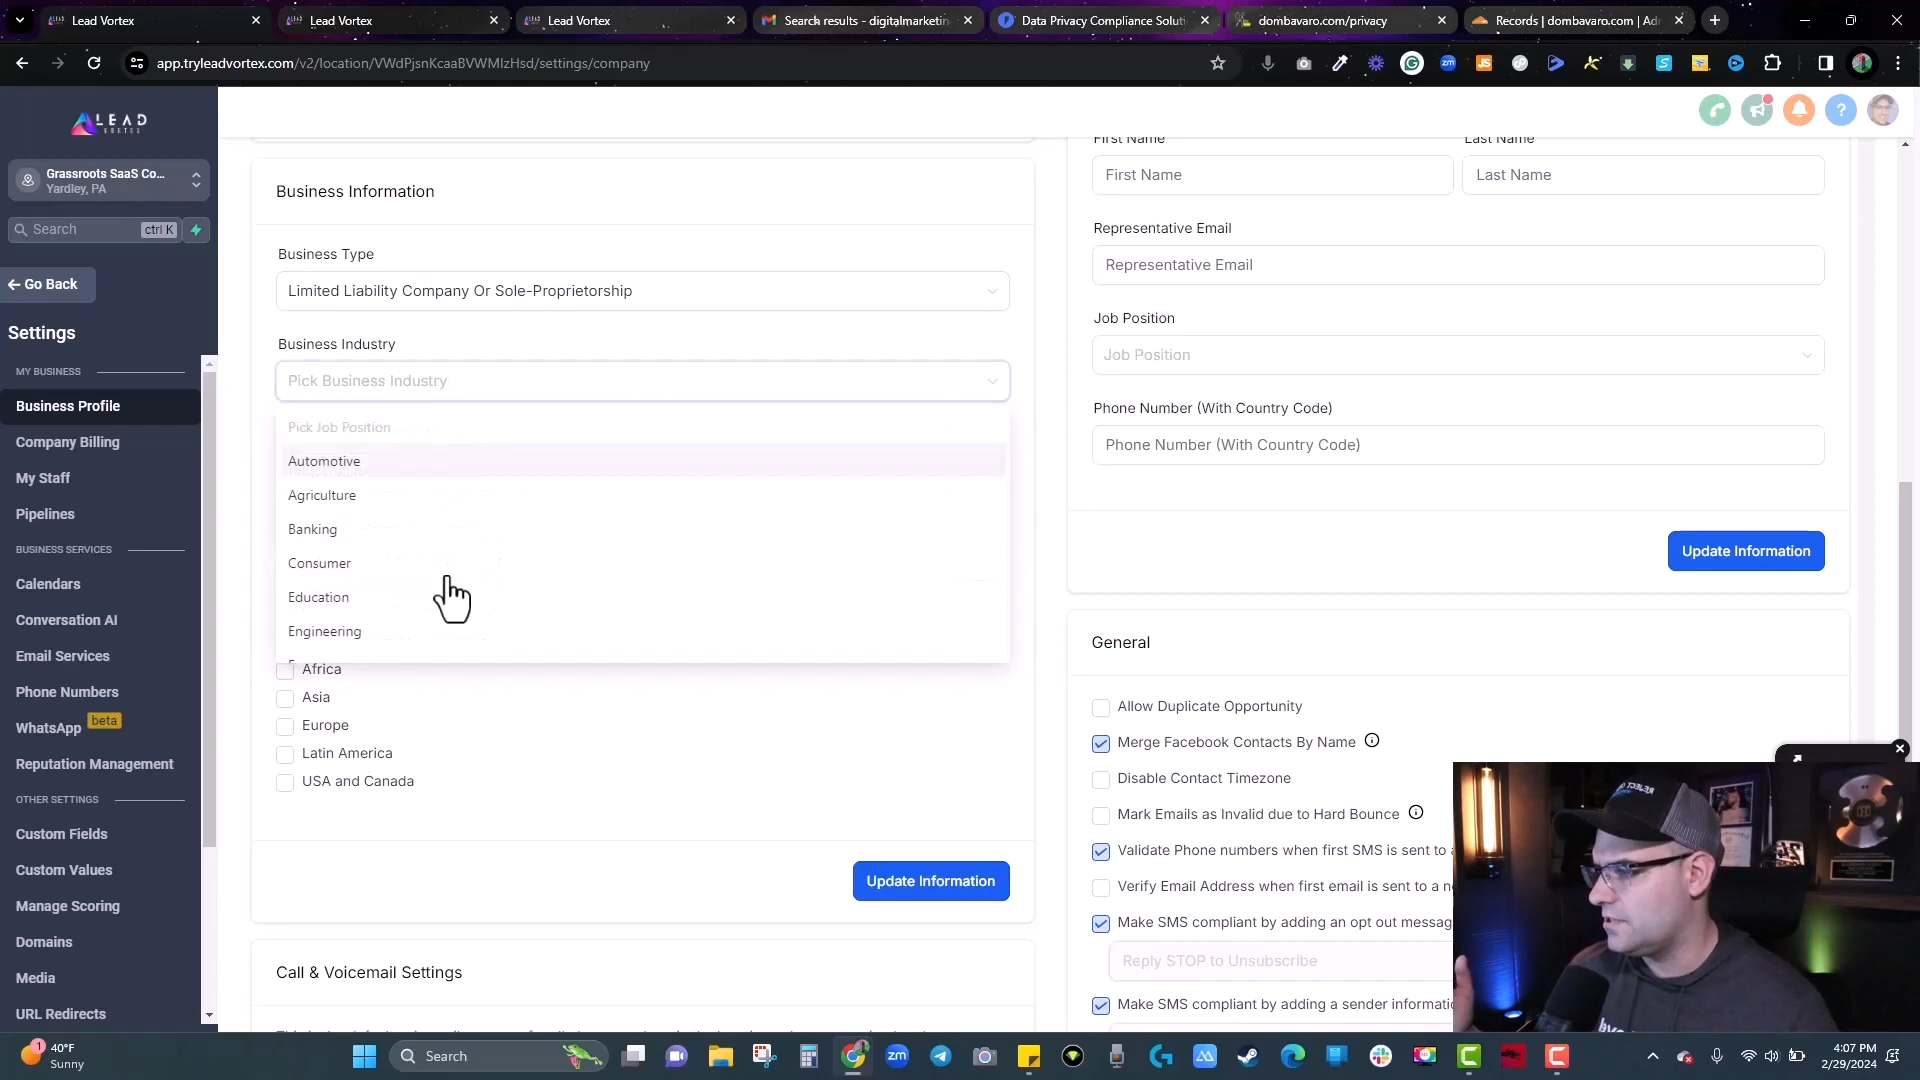 Lead Vortex
Lead Vortex
Lead Vortex
Search results - digitalmarketin
Data Privacy Compliance Soluti
dombavaro.com/privacy
Records | dombavaro.com | Ad
app.tryleadvortex.com/v2/location/VWdPjsnKcaaBVWMIzHsd/settings/company
LEAD
VORTEX
Grassroots SaaS Co...
Yardley, PA
Search
ctrl K
Go Back
Settings
MY BUSINESS
Business Profile
Company Billing
My Staff
Pipelines
BUSINESS SERVICES
Calendars
Conversation AI
Email Services
Phone Numbers
WhatsApp beta
Reputation Management
OTHER SETTINGS
Custom Fields
Custom Values
Manage Scoring
Domains
Media
URL Redirects
Business Information
Business Type
Limited Liability Company Or Sole-Proprietorship
Business Industry
Pick Business Industry
Pick Job Position
Automotive
Agriculture
Banking
Consumer
Education
Engineering
Africa
Asia
Europe
Latin America
USA and Canada
Update Information
Call & Voicemail Settings
First Name
Last Name
First Name
Last Name
Representative Email
Representative Email
Job Position
Job Position
Phone Number (With Country Code)
Phone Number (With Country Code)
Update Information
General
Allow Duplicate Opportunity
Merge Facebook Contacts By Name
Disable Contact Timezone
Mark Emails as Invalid due to Hard Bounce
Validate Phone numbers when first SMS is sent to
Verify Email Address when first email is sent to a
Make SMS compliant by adding an opt out messag
Reply STOP to Unsubscribe
Make SMS compliant by adding a sender informati
40°F
Sunny
Search
4:07 PM
2/29/2024